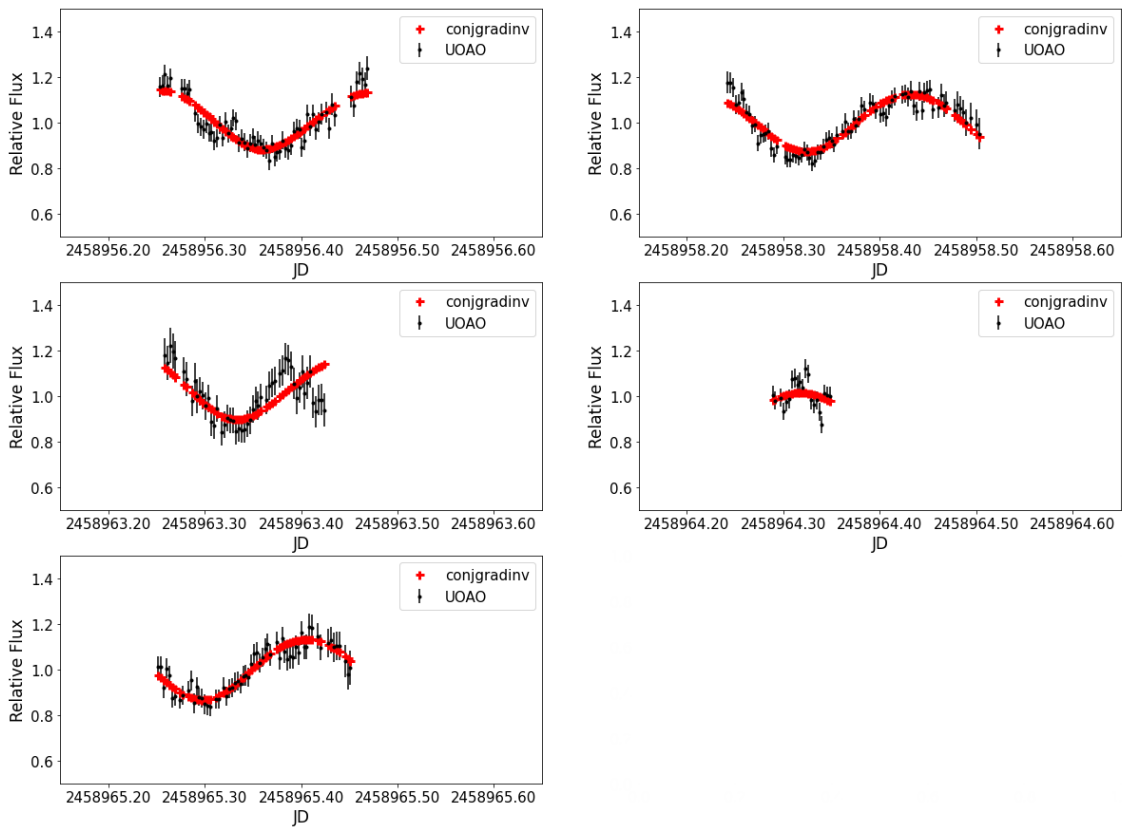 1.4
1.2
1.0
0.8
0.6
Relative Flux
conjgradinv
UOAO
2458956.20 2458956.30 2458956.40 2458956.50 2458956.60
JD
1.4
1.2
1.0
0.8
0.6
Relative Flux
conjgradinv
UOAO
2458958.20 2458958.30 2458958.40 2458958.50 2458958.60
JD
1.4
1.2
1.0
0.8
0.6
Relative Flux
conjgradinv
UOAO
2458963.20 2458963.30 2458963.40 2458963.50 2458963.60
JD
1.4
1.2
1.0
0.8
0.6
Relative Flux
conjgradinv
UOAO
2458964.20 2458964.30 2458964.40 2458964.50 2458964.60
JD
1.4
1.2
1.0
0.8
0.6
Relative Flux
conjgradinv
UOAO
2458965.20 2458965.30 2458965.40 2458965.50 2458965.60
JD